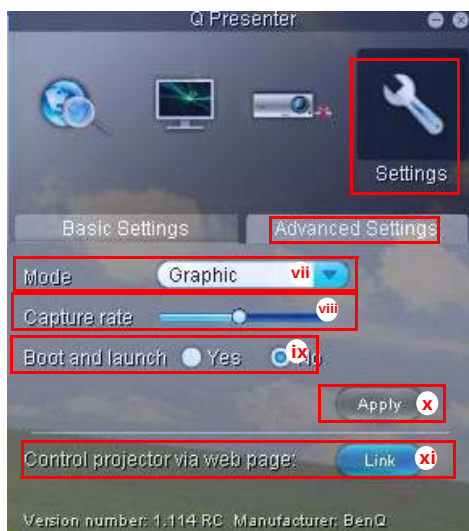 Q Presenter
Settings
Basic Settings Advanced Settings
Mode Graphic vii
Capture rate viii
Boot and launch Yes ix No
Apply x
Control projector via web page: Link xi
Version number: 1.114 RC Manufacturer: BenQ